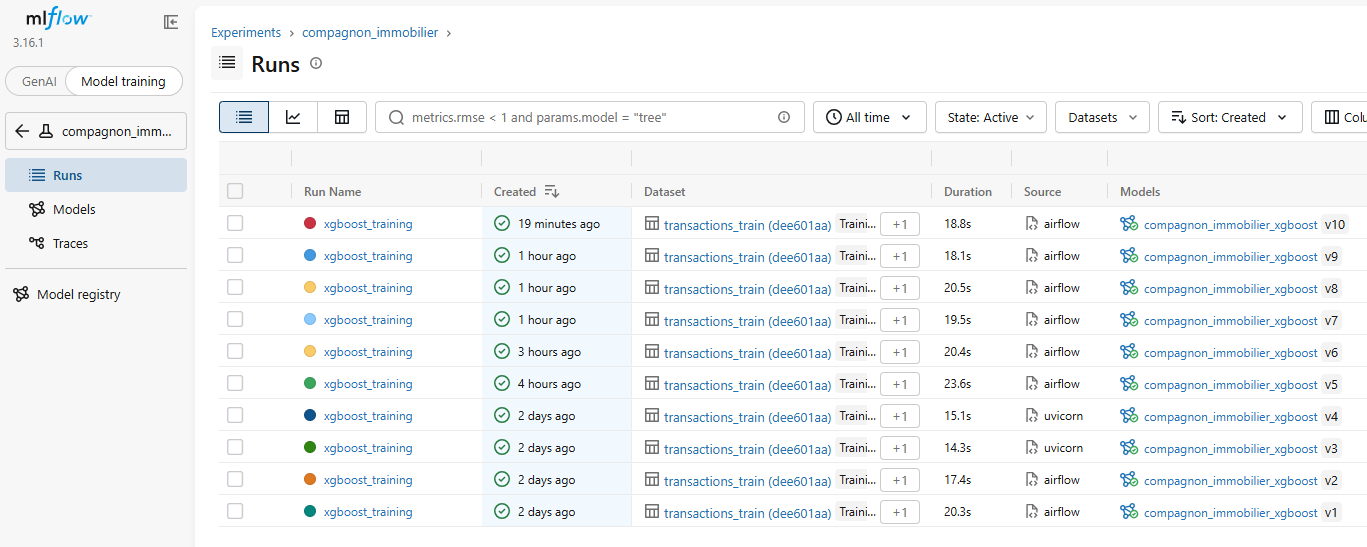 mlflow
3.16.1
GenAI Model training
compagnon_imm...
Runs
Models
Traces
Model registry
Experiments > compagnon_immobilier >
Runs
metrics.rmse < 1 and params.model = "tree" All time State: Active Datasets Sort: Created Colu
Run Name Created Dataset Duration Source Models
xgboost_training 19 minutes ago transactions_train (dee601aa) Traini... +1 18.8s airflow compagnon_immobilier_xgboost v10
xgboost_training 1 hour ago transactions_train (dee601aa) Traini... +1 18.1s airflow compagnon_immobilier_xgboost v9
xgboost_training 1 hour ago transactions_train (dee601aa) Traini... +1 20.5s airflow compagnon_immobilier_xgboost v8
xgboost_training 1 hour ago transactions_train (dee601aa) Traini... +1 19.5s airflow compagnon_immobilier_xgboost v7
xgboost_training 3 hours ago transactions_train (dee601aa) Traini... +1 20.4s airflow compagnon_immobilier_xgboost v6
xgboost_training 4 hours ago transactions_train (dee601aa) Traini... +1 23.6s airflow compagnon_immobilier_xgboost v5
xgboost_training 2 days ago transactions_train (dee601aa) Traini... +1 15.1s uvicorn compagnon_immobilier_xgboost v4
xgboost_training 2 days ago transactions_train (dee601aa) Traini... +1 14.3s uvicorn compagnon_immobilier_xgboost v3
xgboost_training 2 days ago transactions_train (dee601aa) Traini... +1 17.4s airflow compagnon_immobilier_xgboost v2
xgboost_training 2 days ago transactions_train (dee601aa) Traini... +1 20.3s airflow compagnon_immobilier_xgboost v1